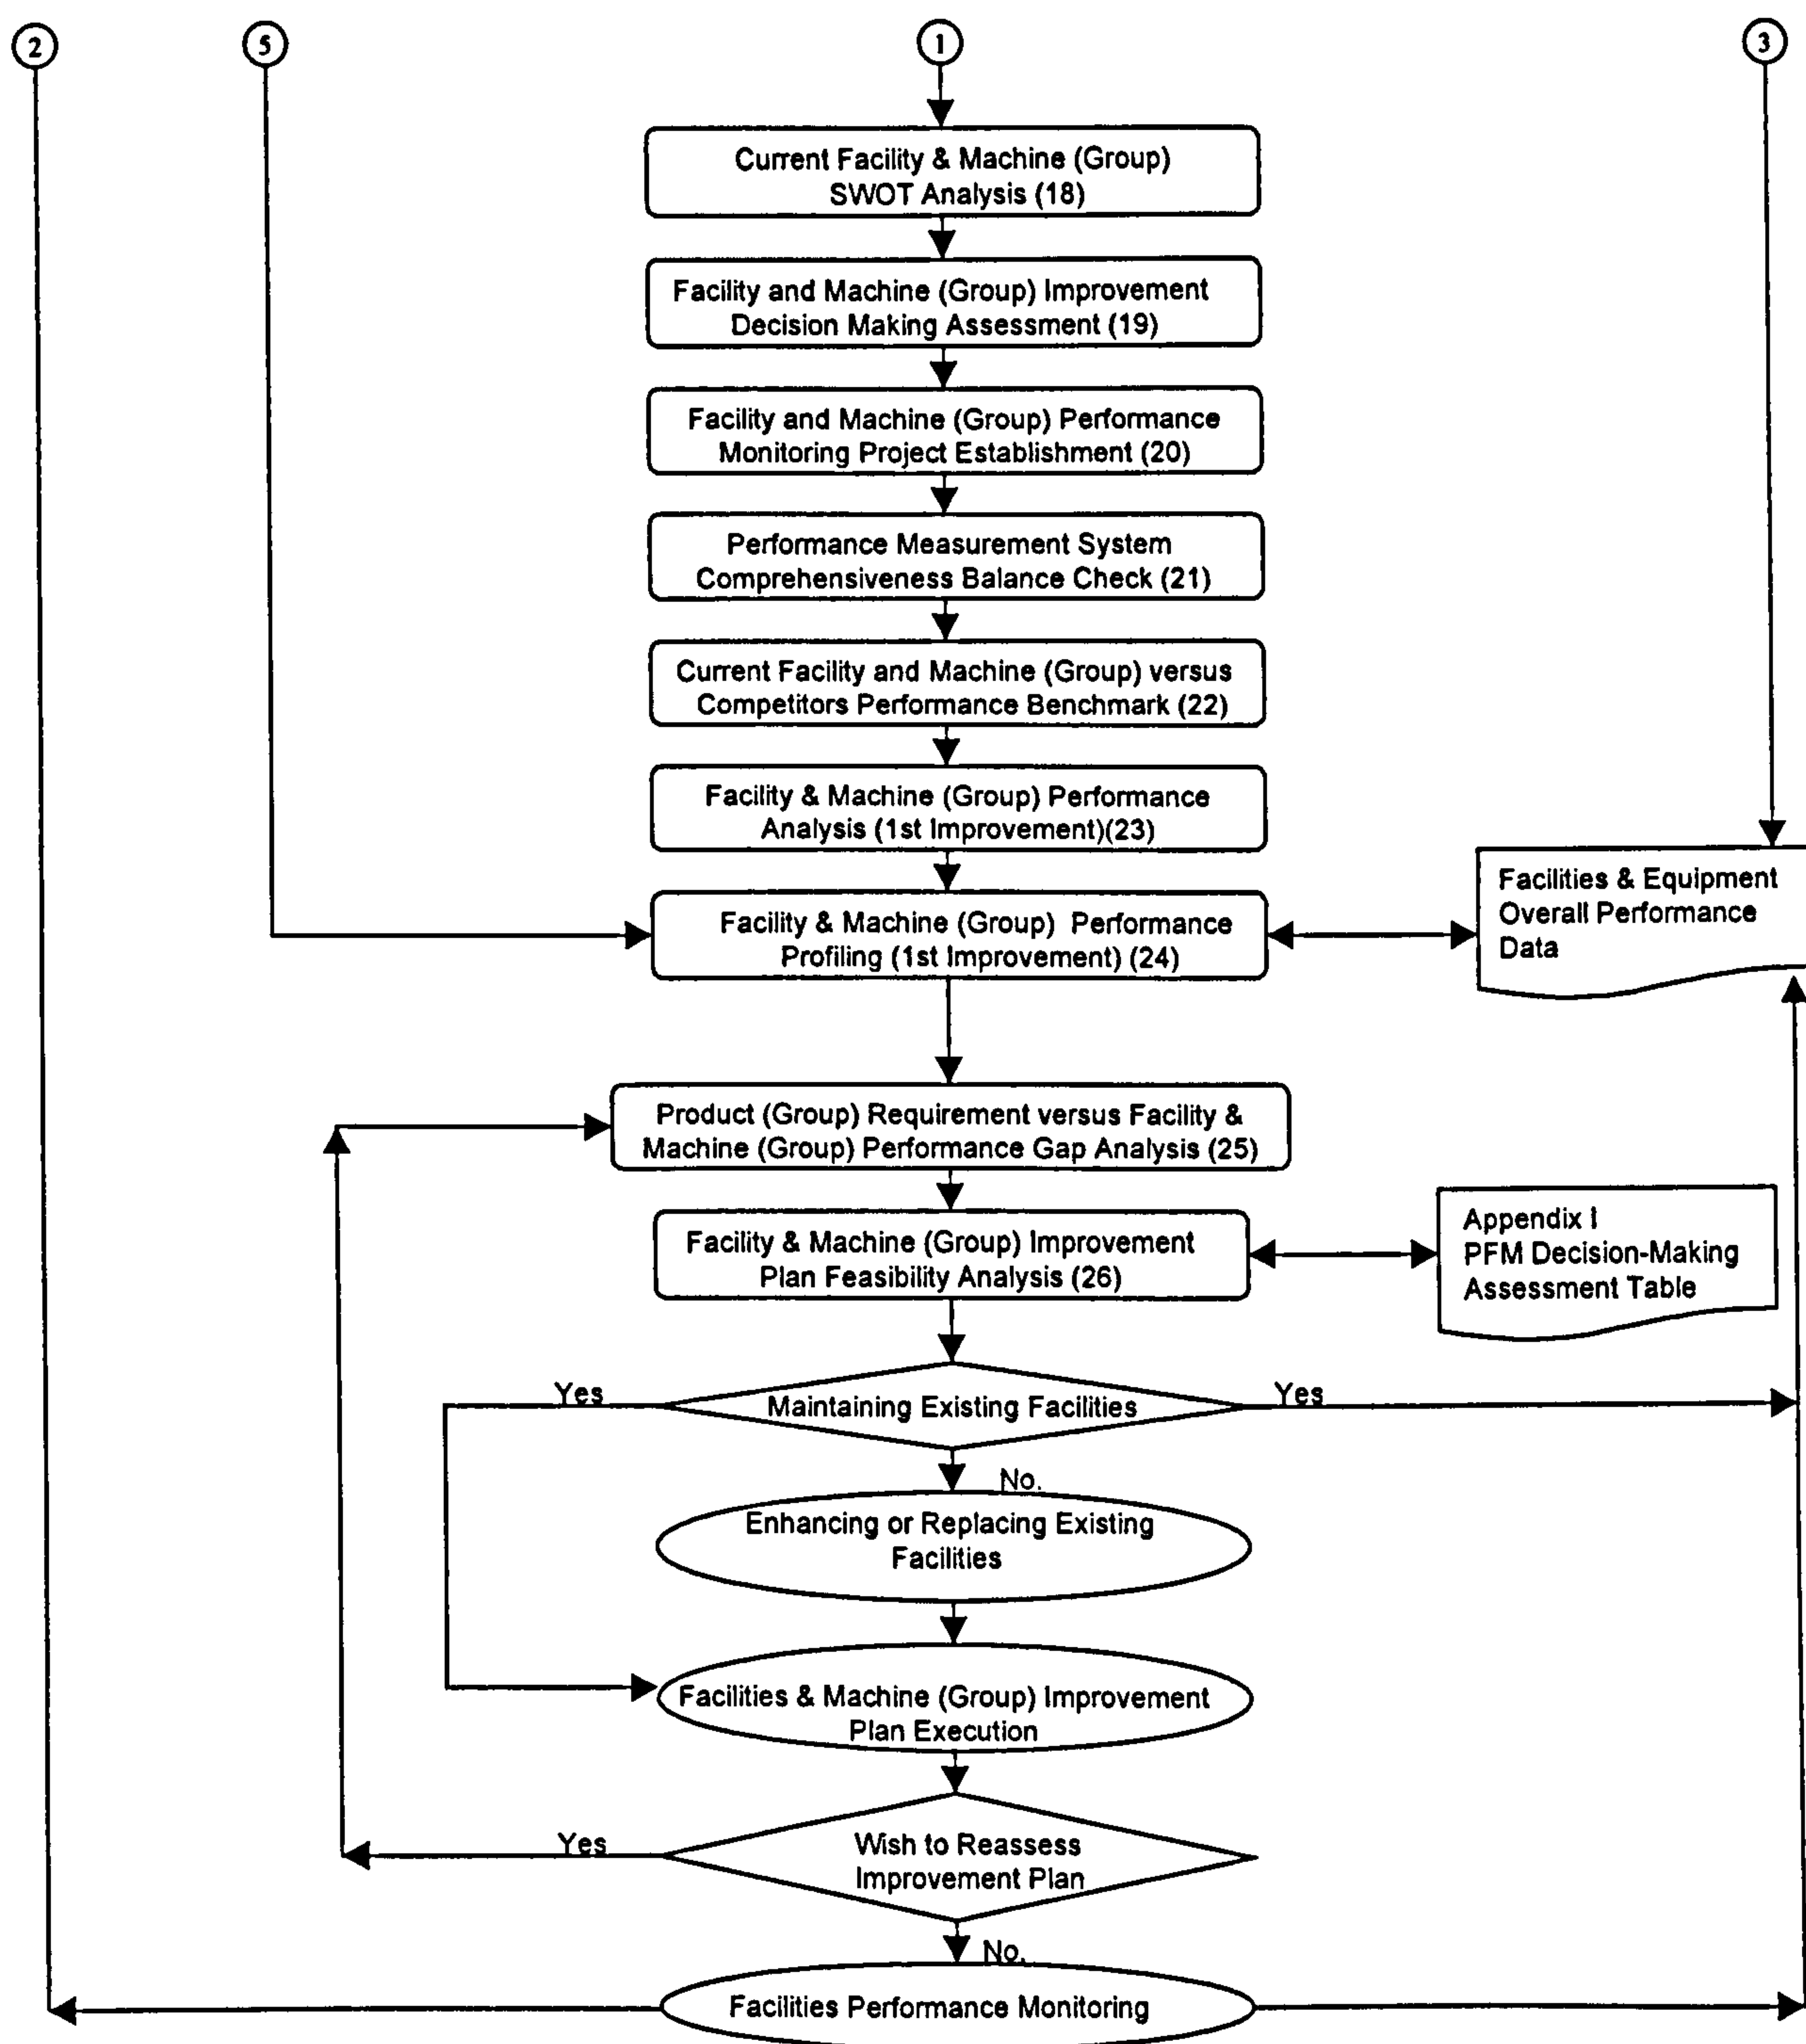 2
5
1
3
Current Facility & Machine (Group)
SWOT Analysis (18)
Facility and Machine (Group) Improvement
Decision Making Assessment (19)
Facility and Machine (Group) Performance
Monitoring Project Establishment (20)
Performance Measurement System
Comprehensiveness Balance Check (21)
Current Facility and Machine (Group) versus
Competitors Performance Benchmark (22)
Facility & Machine (Group) Performance
Analysis (1st Improvement)(23)
Facility & Machine (Group) Performance
Profiling (1st Improvement) (24)
Facilities & Equipment
Overall Performance
Data
Product (Group) Requirement versus Facility &
Machine (Group) Performance Gap Analysis (25)
Facility & Machine (Group) Improvement
Plan Feasibility Analysis (26)
Appendix I
PFM Decision-Making
Assessment Table
Yes
Maintaining Existing Facilities
Yes
No.
Enhancing or Replacing Existing
Facilities
Facilities & Machine (Group) Improvement
Plan Execution
Yes
Wish to Reassess
Improvement Plan
No.
Facilities Performance Monitoring